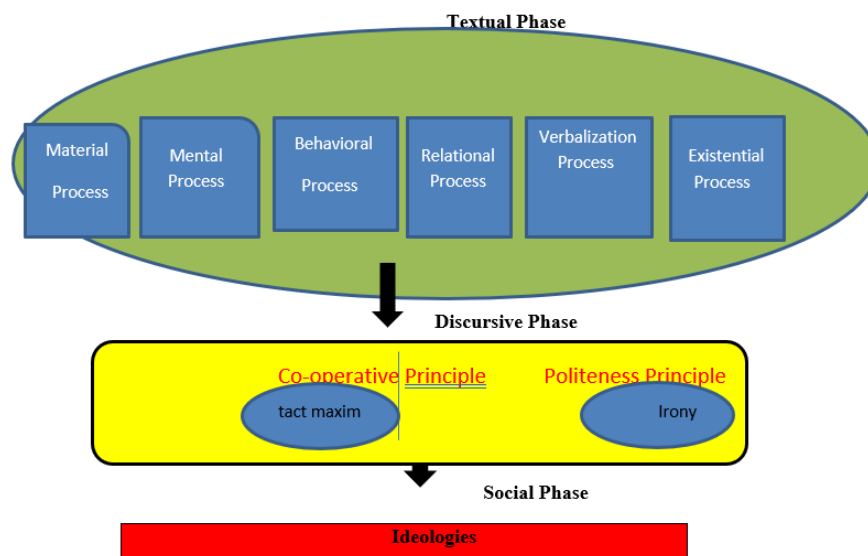 Textual Phase
Material
Process
Mental
Process
Behavioral
Process
Relational
Process
Verbalization
Process
Existential
Process
Discursive Phase
Co-operative Principle
Politeness Principle
tact maxim
Irony
Social Phase
Ideologies